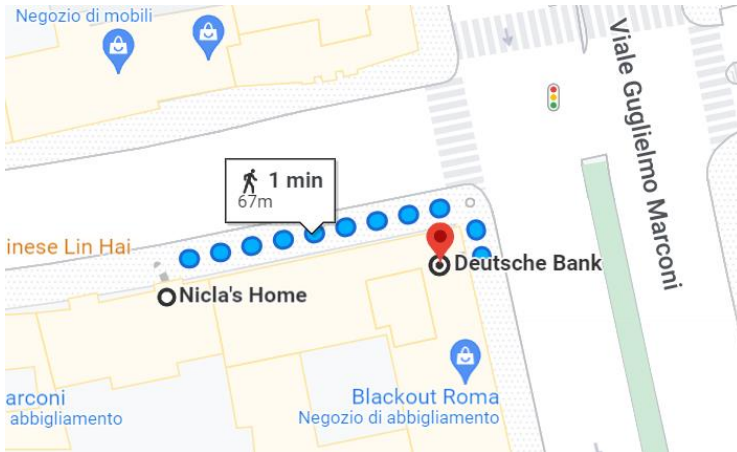 Negozio di mobili
Viale Guglielmo Marconi
1 min
67m
inese Lin Hai
Deutsche Bank
Nicla's Home
Blackout Roma
arconi
Negozio di abbigliamento
abbigliamento